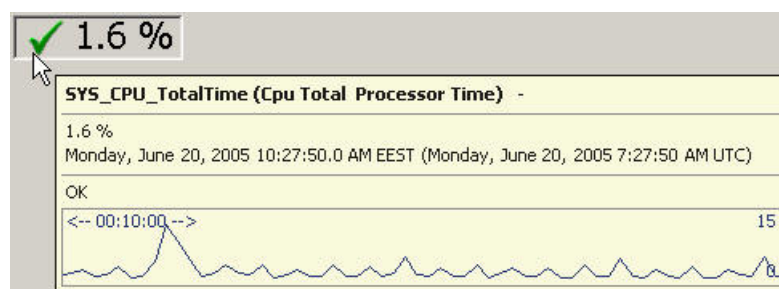 1.6 %
SYS_CPU_TotalTime (Cpu Total Processor Time) -
1.6 %
Monday, June 20, 2005 10:27:50.0 AM EEST (Monday, June 20, 2005 7:27:50 AM UTC)
OK
<-- 00:10:00 --> 15
0